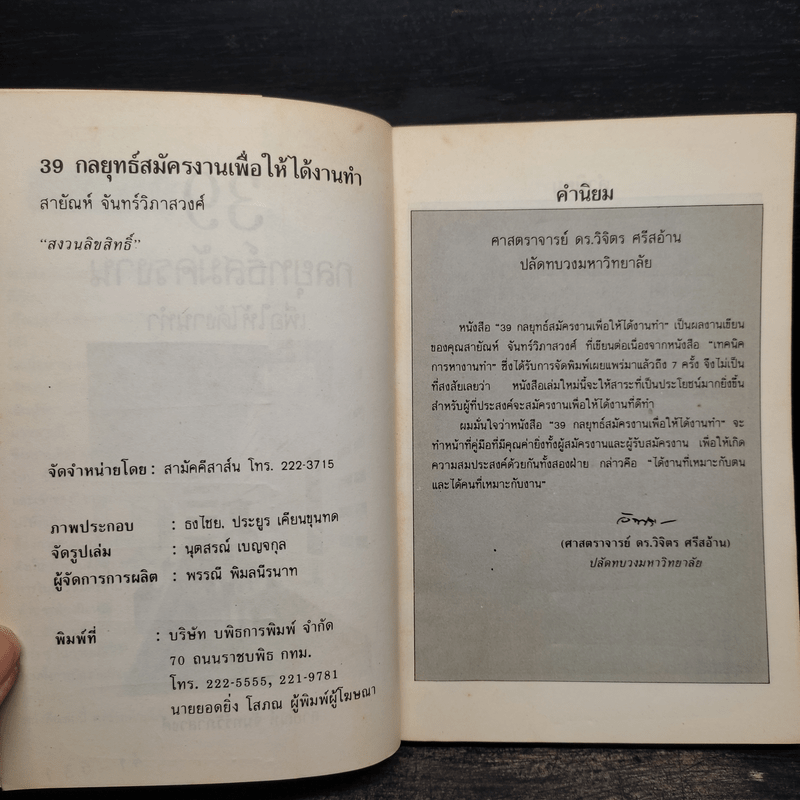 39 กลยุทธ์สมัครงานเพื่อให้ได้งานทำ
สายัณห์ จันทร์วิภาสวงศ์
“สงวนลิขสิทธิ์”
จัดจำหน่ายโดย : สามัคคีสาส์น โทร. 222-3715
ภาพประกอบ : ธงไชย, ประยูร เคียนขุนทด
จัดรูปเล่ม : นุตสรณ์ เบญจกุล
ผู้จัดการการผลิต : พรรณี พิมลนีรนาท
พิมพ์ที่ : บริษัท บพิธการพิมพ์ จำกัด
70 ถนนราชบพิธ กทม.
โทร. 222-5555, 221-9781
นายยอดยิ่ง โสภณ ผู้พิมพ์ผู้โฆษณา
คำนิยม
ศาสตราจารย์ ดร.วิจิตร ศรีสอ้าน
ปลัดทบวงมหาวิทยาลัย
หนังสือ “39 กลยุทธ์สมัครงานเพื่อให้ได้งานทำ” เป็นผลงานเขียน
ของคุณสายัณห์ จันทร์วิภาสวงศ์ ที่เขียนต่อเนื่องจากหนังสือ “เทคนิค
การหางานทำ” ซึ่งได้รับการจัดพิมพ์เผยแพร่มาแล้วถึง 7 ครั้ง จึงไม่เป็น
ที่สงสัยเลยว่า หนังสือเล่มใหม่นี้จะให้สาระที่เป็นประโยชน์มากยิ่งขึ้น
สำหรับผู้ที่ประสงค์จะสมัครงานเพื่อให้ได้งานที่ดีทำ
ผมมั่นใจว่าหนังสือ “39 กลยุทธ์สมัครงานเพื่อให้ได้งานทำ” จะ
ทำหน้าที่คู่มือที่มีคุณค่ายิ่งทั้งผู้สมัครงานและผู้รับสมัครงาน เพื่อให้เกิด
ความสมประสงค์ด้วยกันทั้งสองฝ่าย กล่าวคือ “ได้งานที่เหมาะกับตน
และได้คนที่เหมาะกับงาน”
(ศาสตราจารย์ ดร.วิจิตร ศรีสอ้าน)
ปลัดทบวงมหาวิทยาลัย